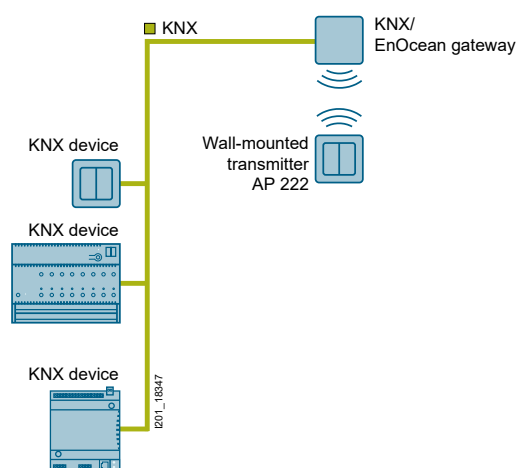 KNX
KNX/
EnOcean gateway
KNX device
Wall-mounted
transmitter
AP 222
KNX device
KNX device
I201_18347